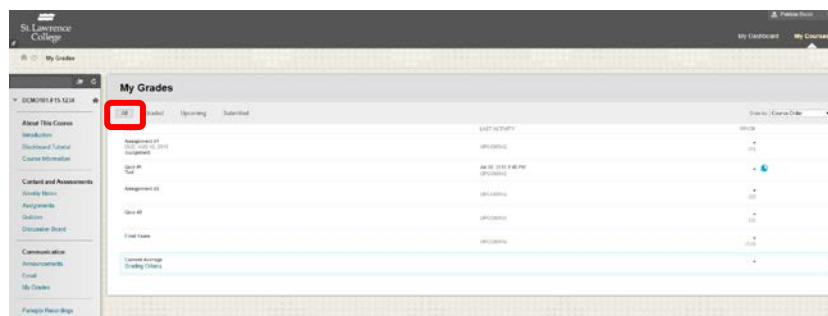 St. Lawrence
College
My Dashboard
My Courses
My Grades
My Grades
All
Graded
Upcoming
Submitted
Order by: Course Order
LAST ACTIVITY
GRADE
About This Course
Introduction
Blackboard Tutorial
Course Information
Content and Assessments
Weekly Notes
Assignments
Quizzes
Discussion Board
Communication
Announcements
Email
My Grades
Panopto Recordings
Assignment #1
Assignment
UPCOMING
Quiz #1
Test
UPCOMING
Assignment #2
UPCOMING
Quiz #2
UPCOMING
Final Exam
UPCOMING
Current Average
Grading Criteria